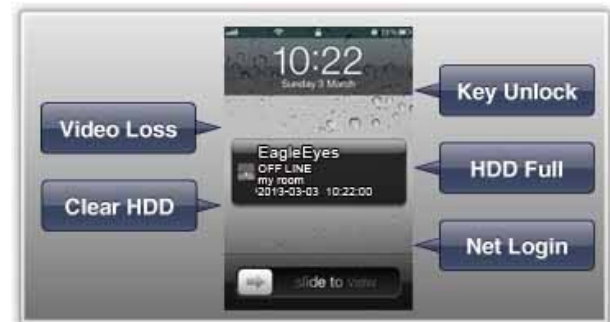 10:22
Sunday 3 March
Key Unlock
Video Loss
EagleEyes
OFF LINE
my room
2013-03-03 10:22:00
HDD Full
Clear HDD
Net Login
slide to view